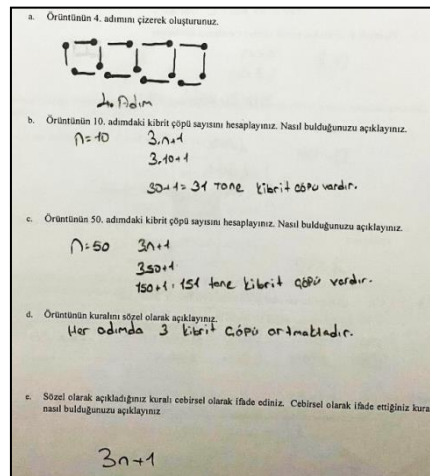 a. Örüntünün 4. adımını çizerek oluşturunuz.
4. Adım
b. Örüntünün 10. adımdaki kibrit çöpü sayısını hesaplayınız. Nasıl bulduğunuzu açıklayınız.
n=10 3.n+1
3.10+1
30+1=31 Tane kibrit çöpü vardır.
c. Örüntünün 50. adımdaki kibrit çöpü sayısını hesaplayınız. Nasıl bulduğunuzu açıklayınız.
n=50 3n+1
350+1
150+1=151 tane kibrit çöpü vardır.
d. Örüntünün kuralını sözel olarak açıklayınız.
Her adımda 3 kibrit çöpü artmaktadır.
e. Sözel olarak açıkladığınız kuralı cebirsel olarak ifade ediniz. Cebirsel olarak ifade ettiğiniz kura
nasıl bulduğunuzu açıklayınız
3n+1